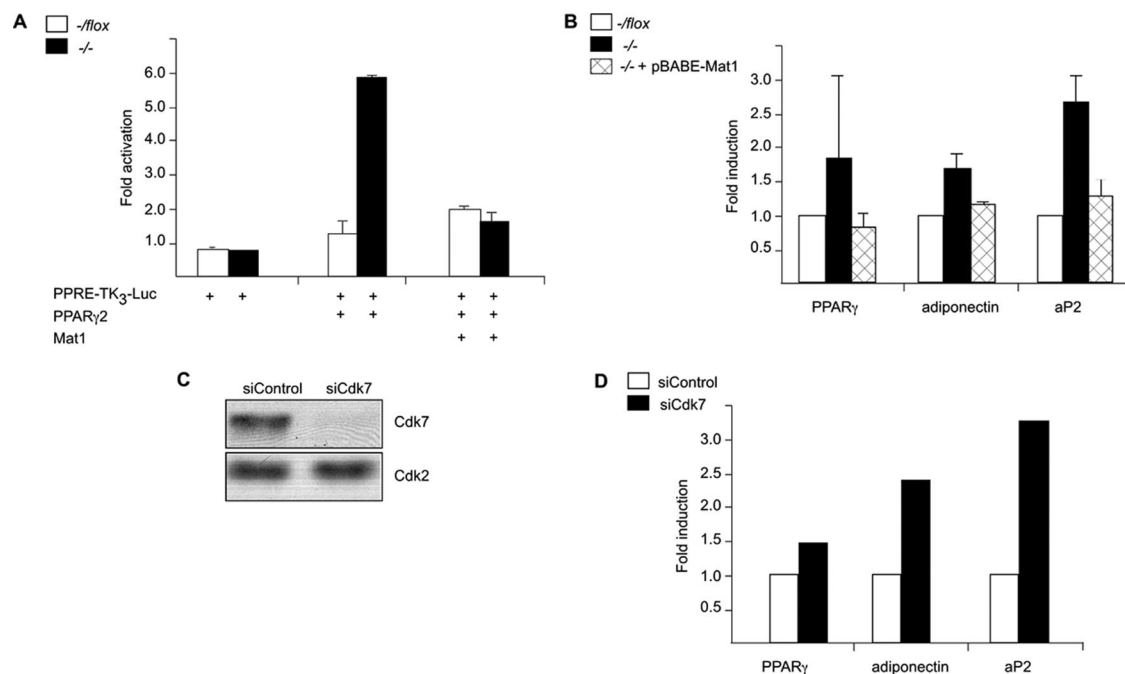 A
-/flox
-/-
Fold activation
6.0
5.0
4.0
3.0
2.0
1.0
PPRE-TK3-Luc + + + + + +
PPARγ2 + + + +
Mat1 + +
B
-/flox
-/-
-/- + pBABE-Mat1
Fold induction
3.0
2.5
2.0
1.5
1.0
0.5
PPARγ adiponectin aP2
C
siControl siCdk7
Cdk7
Cdk2
D
siControl
siCdk7
Fold induction
3.0
2.5
2.0
1.5
1.0
0.5
PPARγ adiponectin aP2